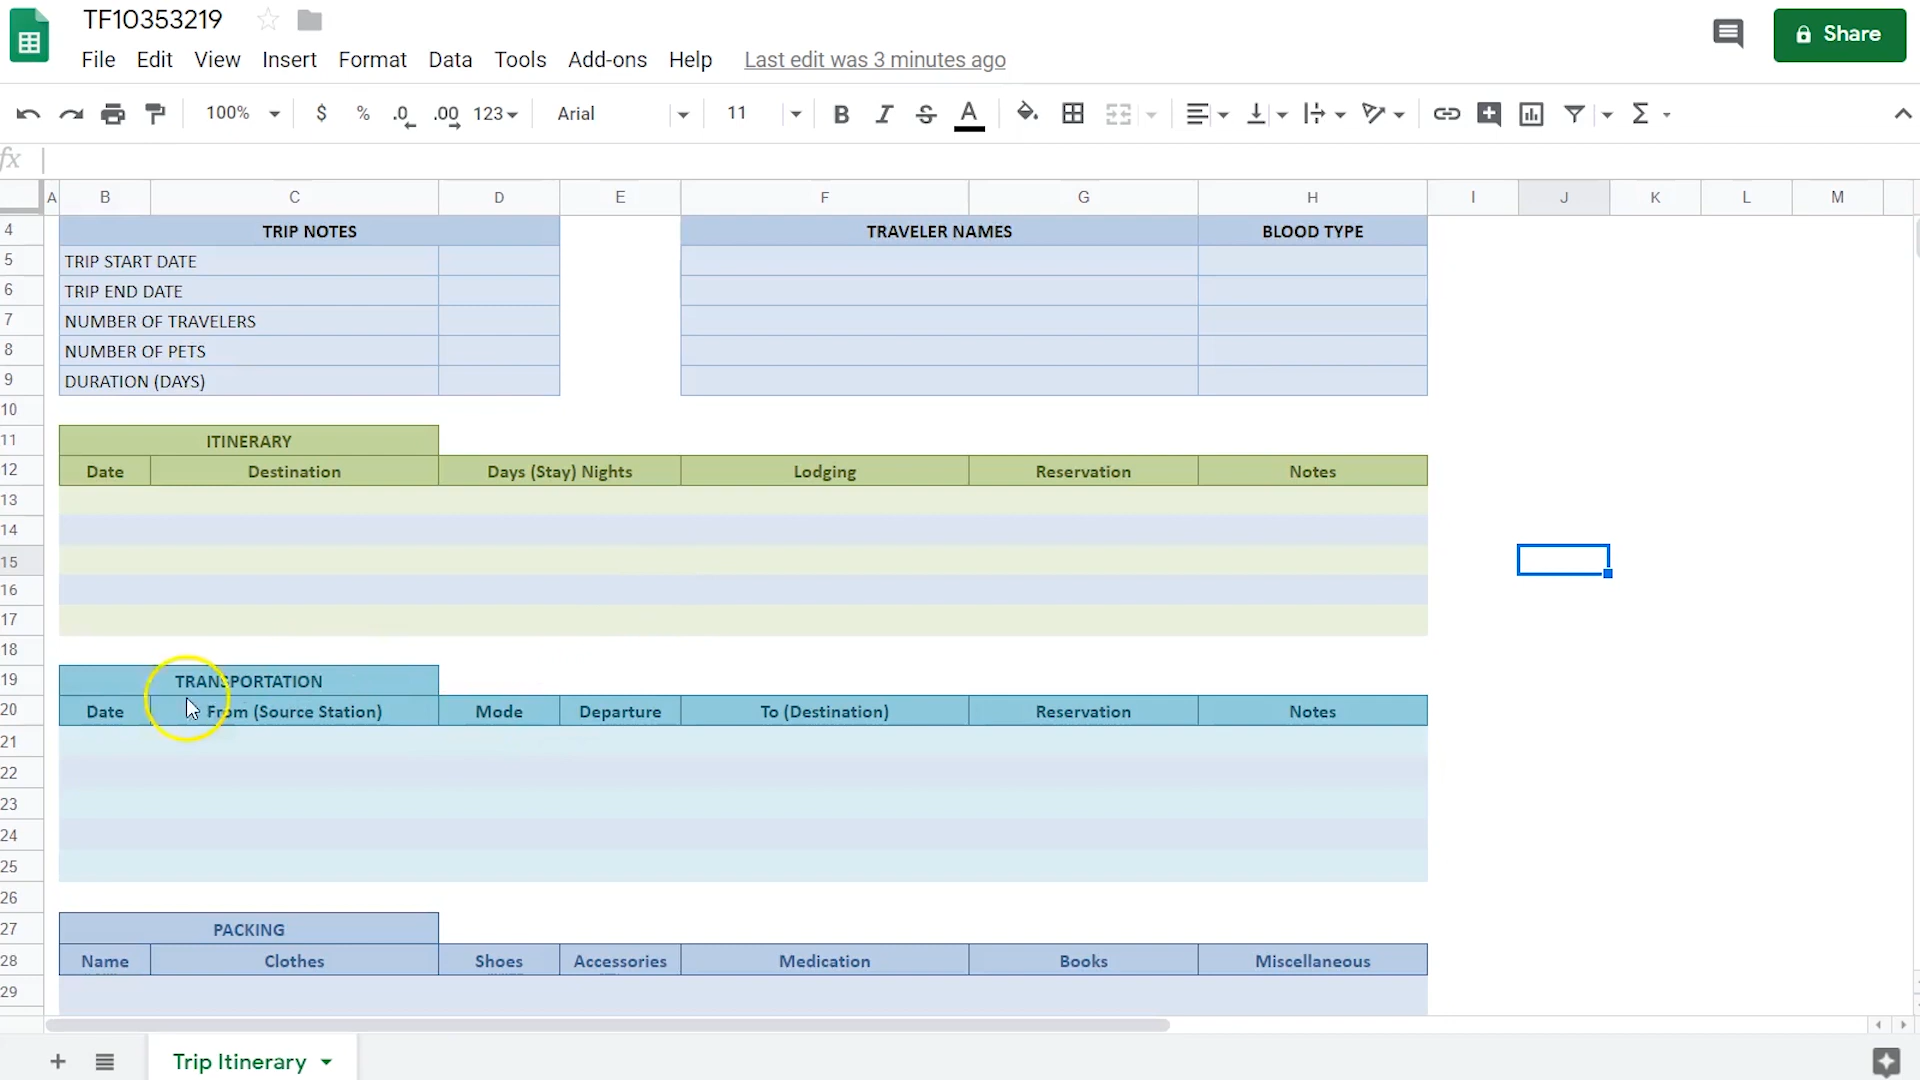 TF10353219
File Edit View Insert Format Data Tools Add-ons Help Last edit was 3 minutes ago
Share
100% $ % .0 .00 123 Arial 11 B I S A Σ
fx
A B C D E F G H I J K L M
4 TRIP NOTES TRAVELER NAMES BLOOD TYPE
5 TRIP START DATE
6 TRIP END DATE
7 NUMBER OF TRAVELERS
8 NUMBER OF PETS
9 DURATION (DAYS)
10
11 ITINERARY
12 Date Destination Days (Stay) Nights Lodging Reservation Notes
13
14
15
16
17
18
19 TRANSPORTATION
20 Date From (Source Station) Mode Departure To (Destination) Reservation Notes
21
22
23
24
25
26
27 PACKING
28 Name Clothes Shoes Accessories Medication Books Miscellaneous
29
Trip Itinerary